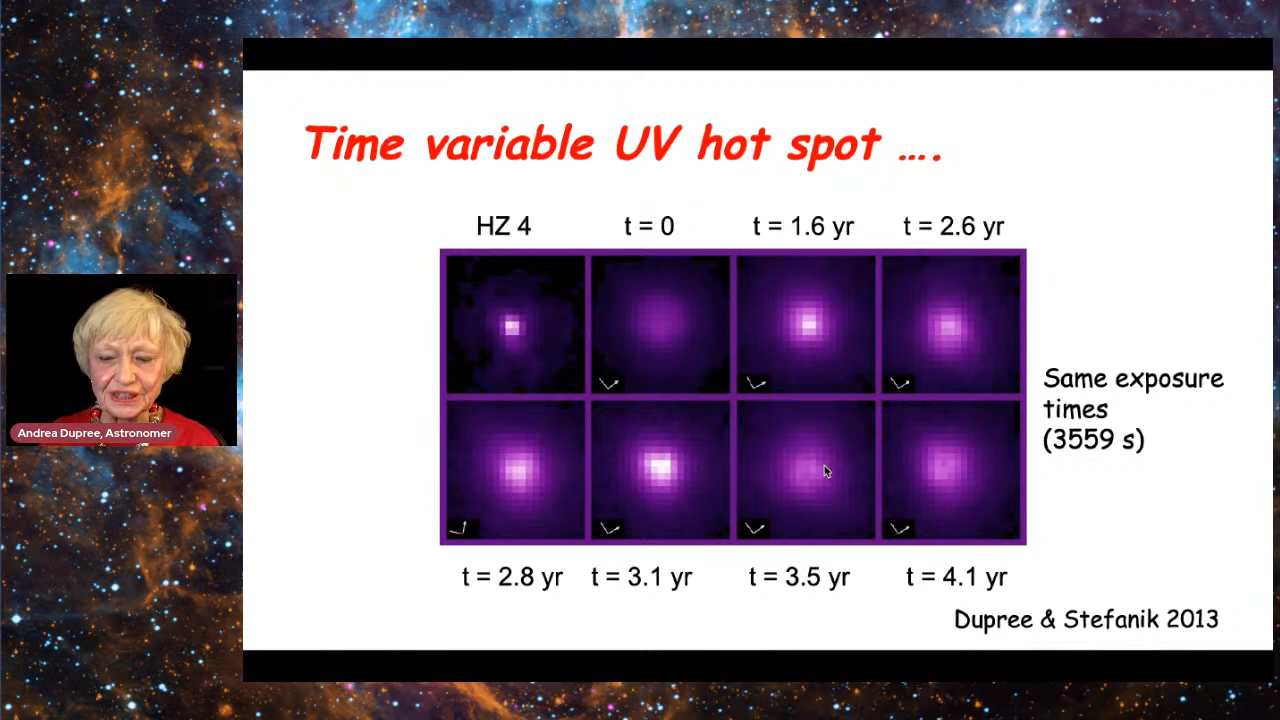 Time variable UV hot spot ....
HZ 4
t = 0
t = 1.6 yr
t = 2.6 yr
Same exposure
times
(3559 s)
t = 2.8 yr
t = 3.1 yr
t = 3.5 yr
t = 4.1 yr
Dupree & Stefanik 2013
Andrea Dupree, Astronomer